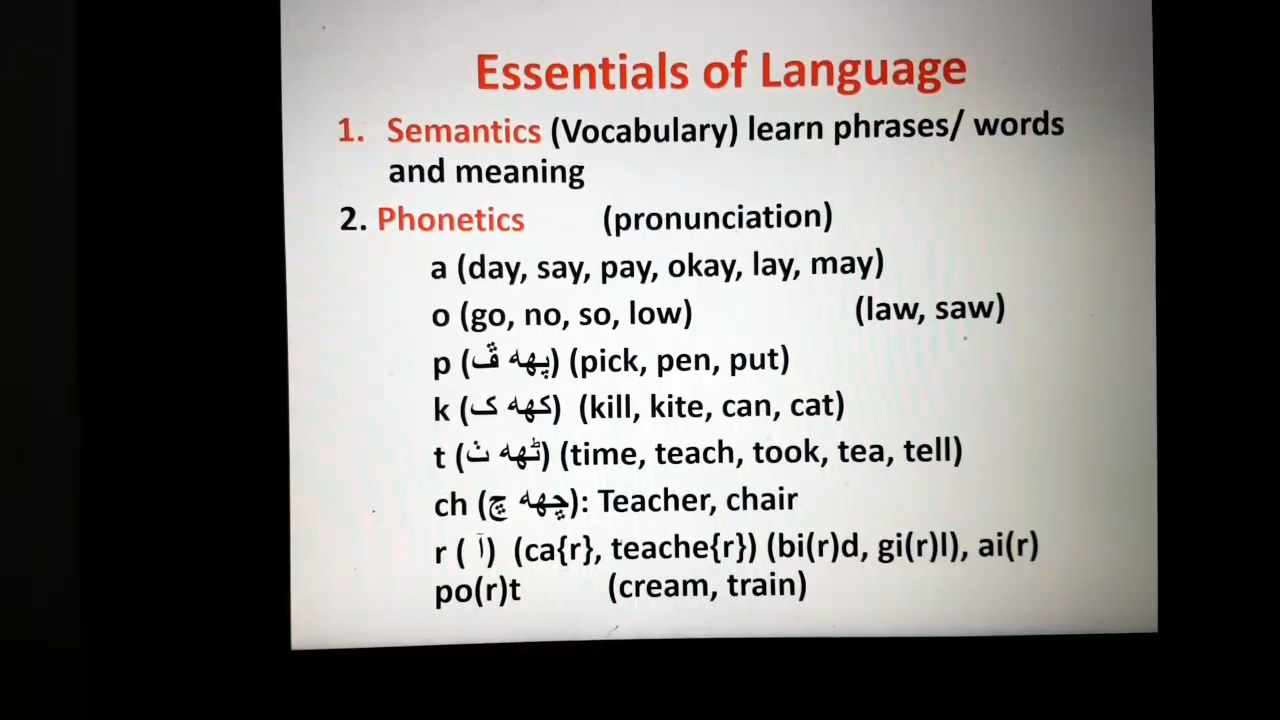 Essentials of Language
1. Semantics (Vocabulary) learn phrases/ words
and meaning
2. Phonetics (pronunciation)
a (day, say, pay, okay, lay, may)
o (go, no, so, low) (law, saw)
p (پهه ڦ) (pick, pen, put)
k (کهه ک) (kill, kite, can, cat)
t (ٹهه ث) (time, teach, took, tea, tell)
ch (چهه چ): Teacher, chair
r ( آ) (ca{r}, teache{r}) (bi(r)d, gi(r)l), ai(r)
po(r)t (cream, train)